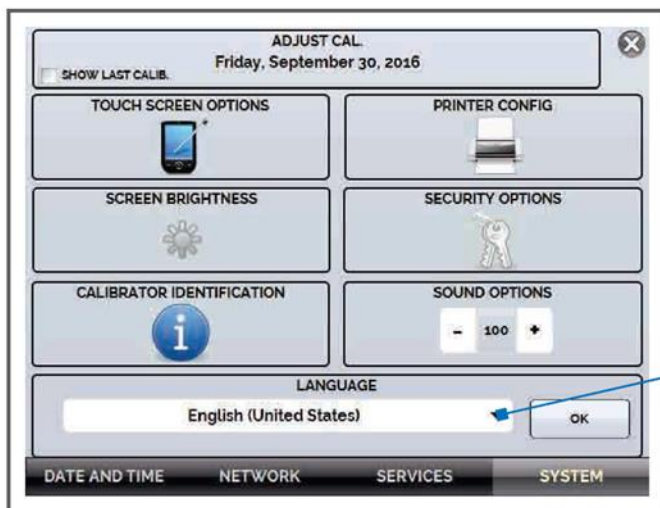 ADJUST CAL.
Friday, September 30, 2016
SHOW LAST CALIB.
TOUCH SCREEN OPTIONS
PRINTER CONFIG
SCREEN BRIGHTNESS
SECURITY OPTIONS
CALIBRATOR IDENTIFICATION
SOUND OPTIONS
- 100 +
LANGUAGE
English (United States)
OK
DATE AND TIME NETWORK SERVICES SYSTEM